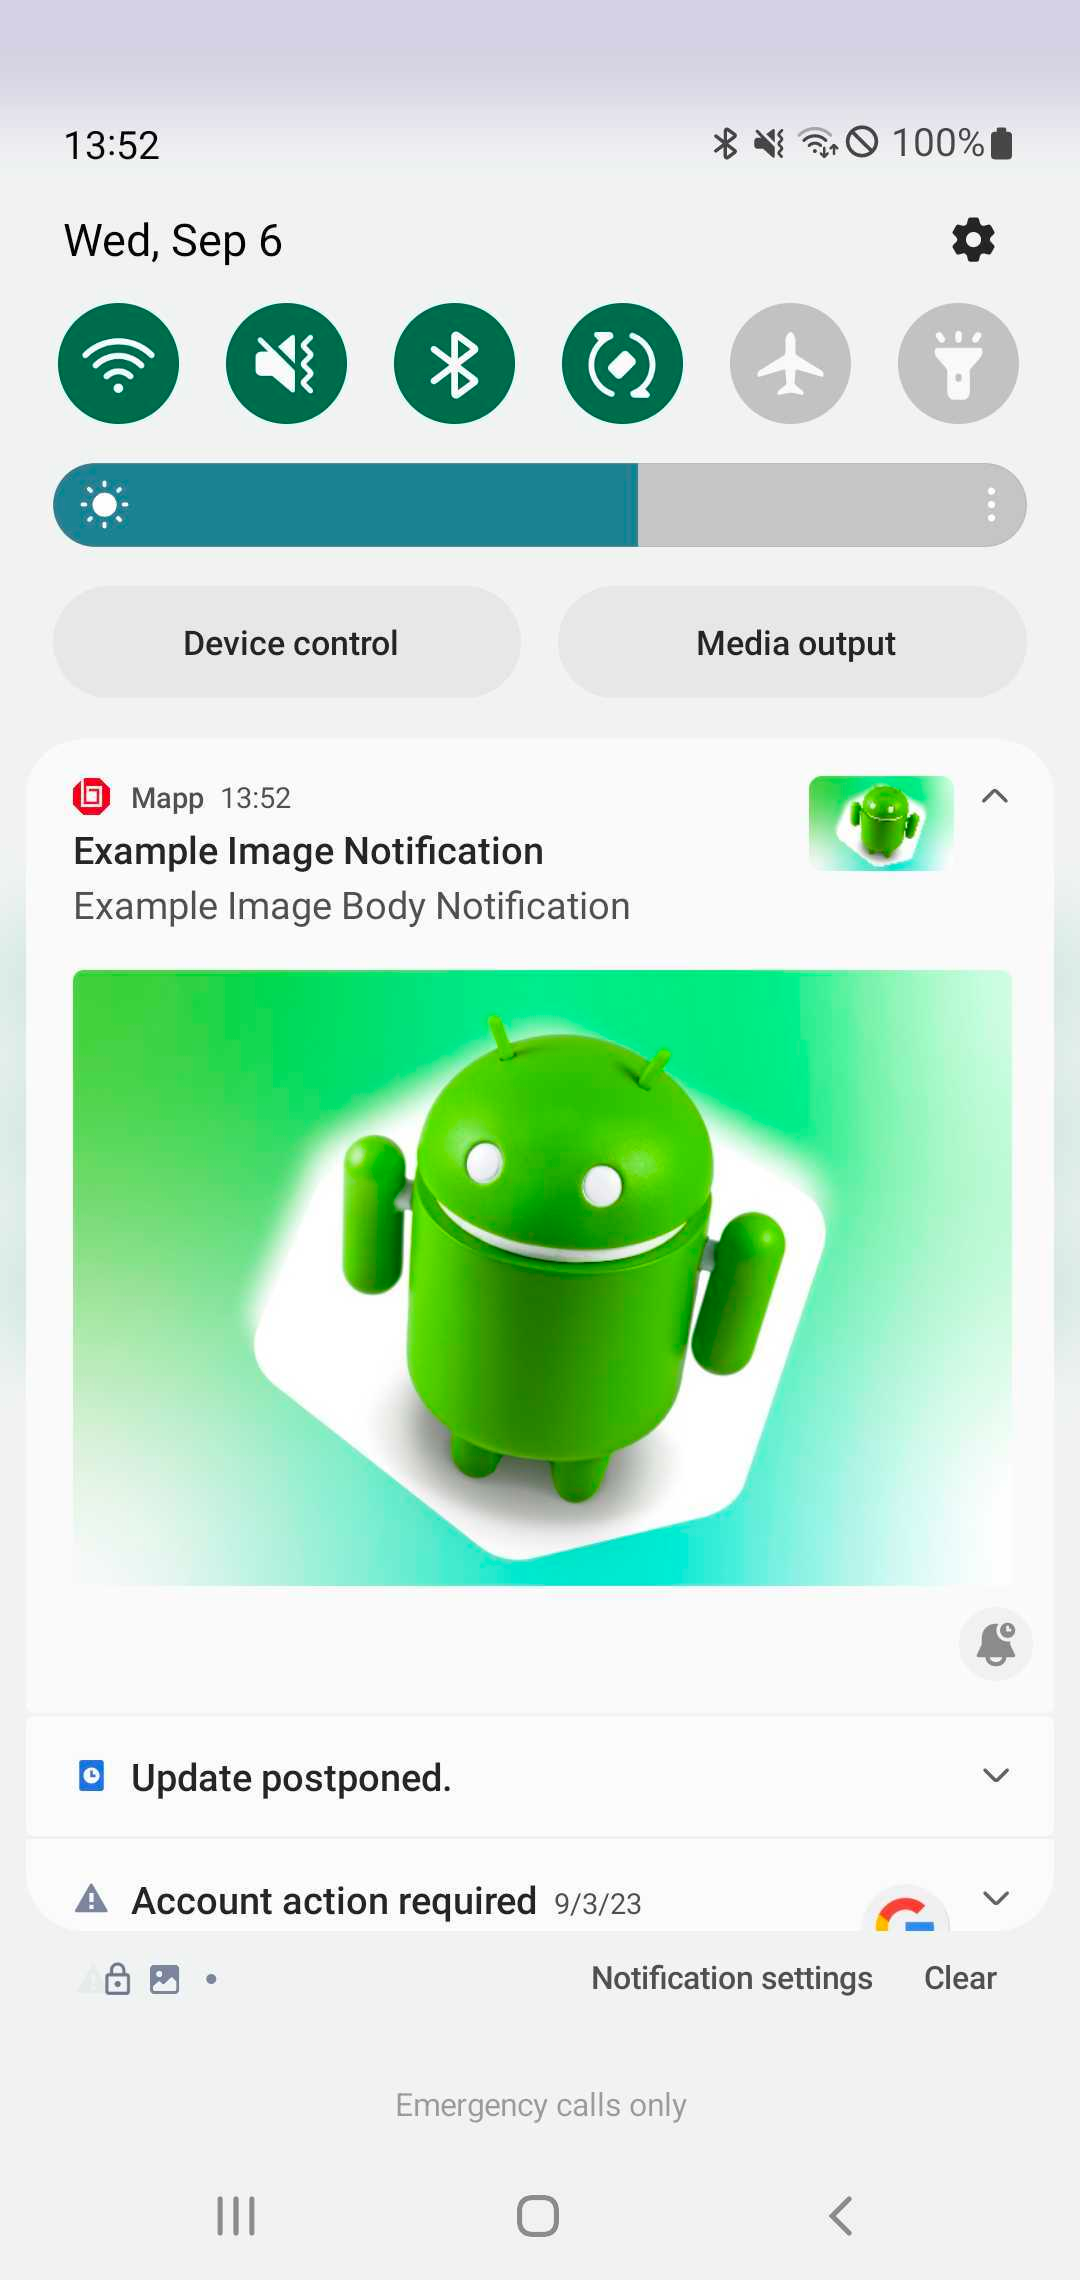 13:52 100%
Wed, Sep 6
Device control Media output
Mapp 13:52
Example Image Notification
Example Image Body Notification
Update postponed.
Account action required 9/3/23
Notification settings Clear
Emergency calls only